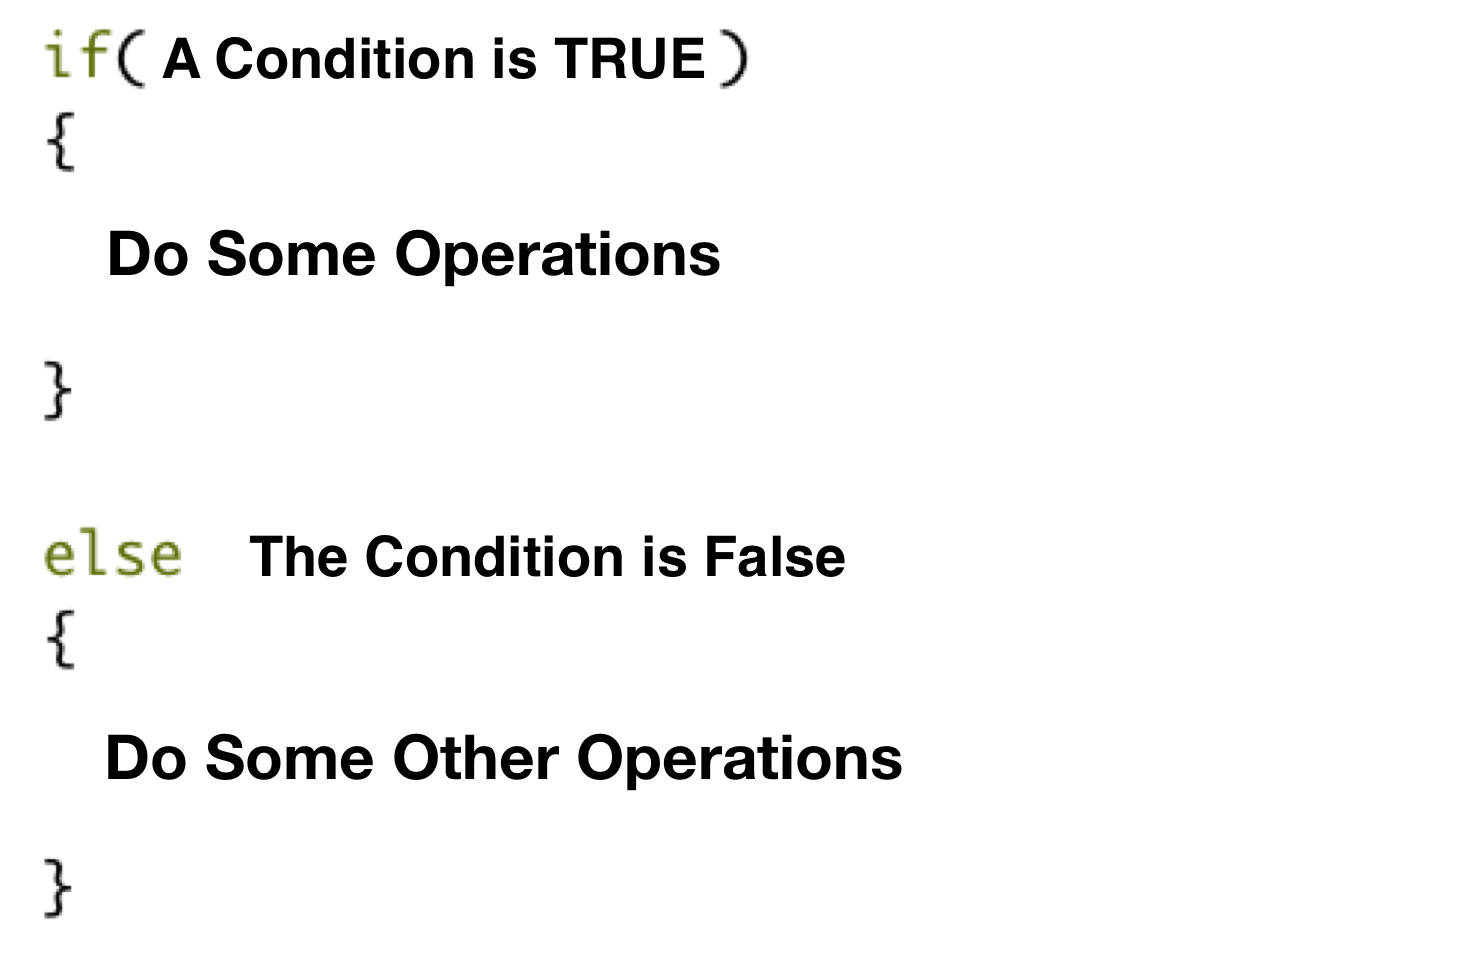 if( A Condition is TRUE )
{
Do Some Operations
}
else The Condition is False
{
Do Some Other Operations
}